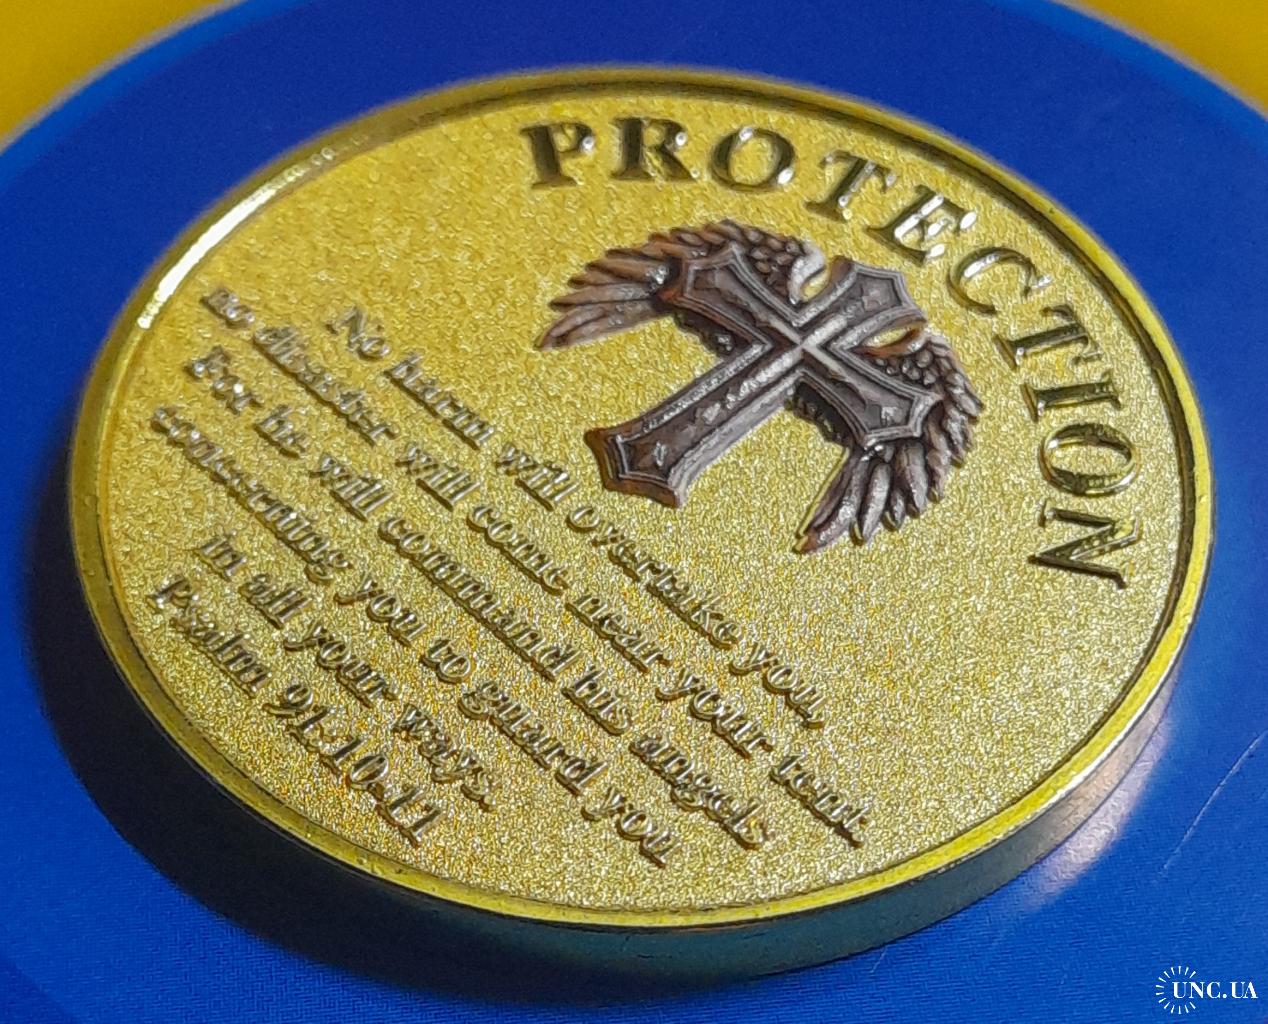 PROTECTION
No harm will overtake you,
no disaster will come near your tent.
For he will command his angels
concerning you to guard you
in all your ways.
Psalm 91:10-11
UNC.UA